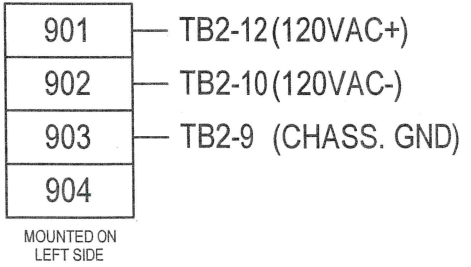 901 TB2-12 (120VAC+)
902 TB2-10 (120VAC-)
903 TB2-9 (CHASS. GND)
904
MOUNTED ON
LEFT SIDE